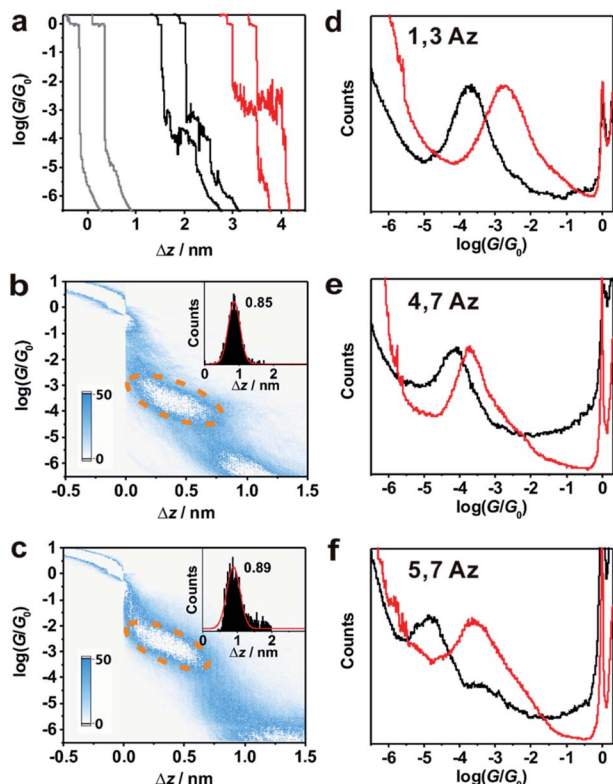 a
log(G/G0)
0
-1
-2
-3
-4
-5
-6
0 1 2 3 4
Δz / nm
b
log(G/G0)
1
0
-1
-2
-3
-4
-5
-6
50
0
Counts
0.85
0 1 2
Δz / nm
-0.5 0.0 0.5 1.0 1.5
Δz / nm
c
log(G/G0)
1
0
-1
-2
-3
-4
-5
-6
50
0
Counts
0.89
0 1 2
Δz / nm
-0.5 0.0 0.5 1.0 1.5
Δz / nm
d
1,3 Az
Counts
-6 -5 -4 -3 -2 -1 0
log(G/G0)
e
4,7 Az
Counts
-5 -4 -3 -2 -1 0
log(G/G0)
f
5,7 Az
Counts
-6 -5 -4 -3 -2 -1 0
log(G/G0)